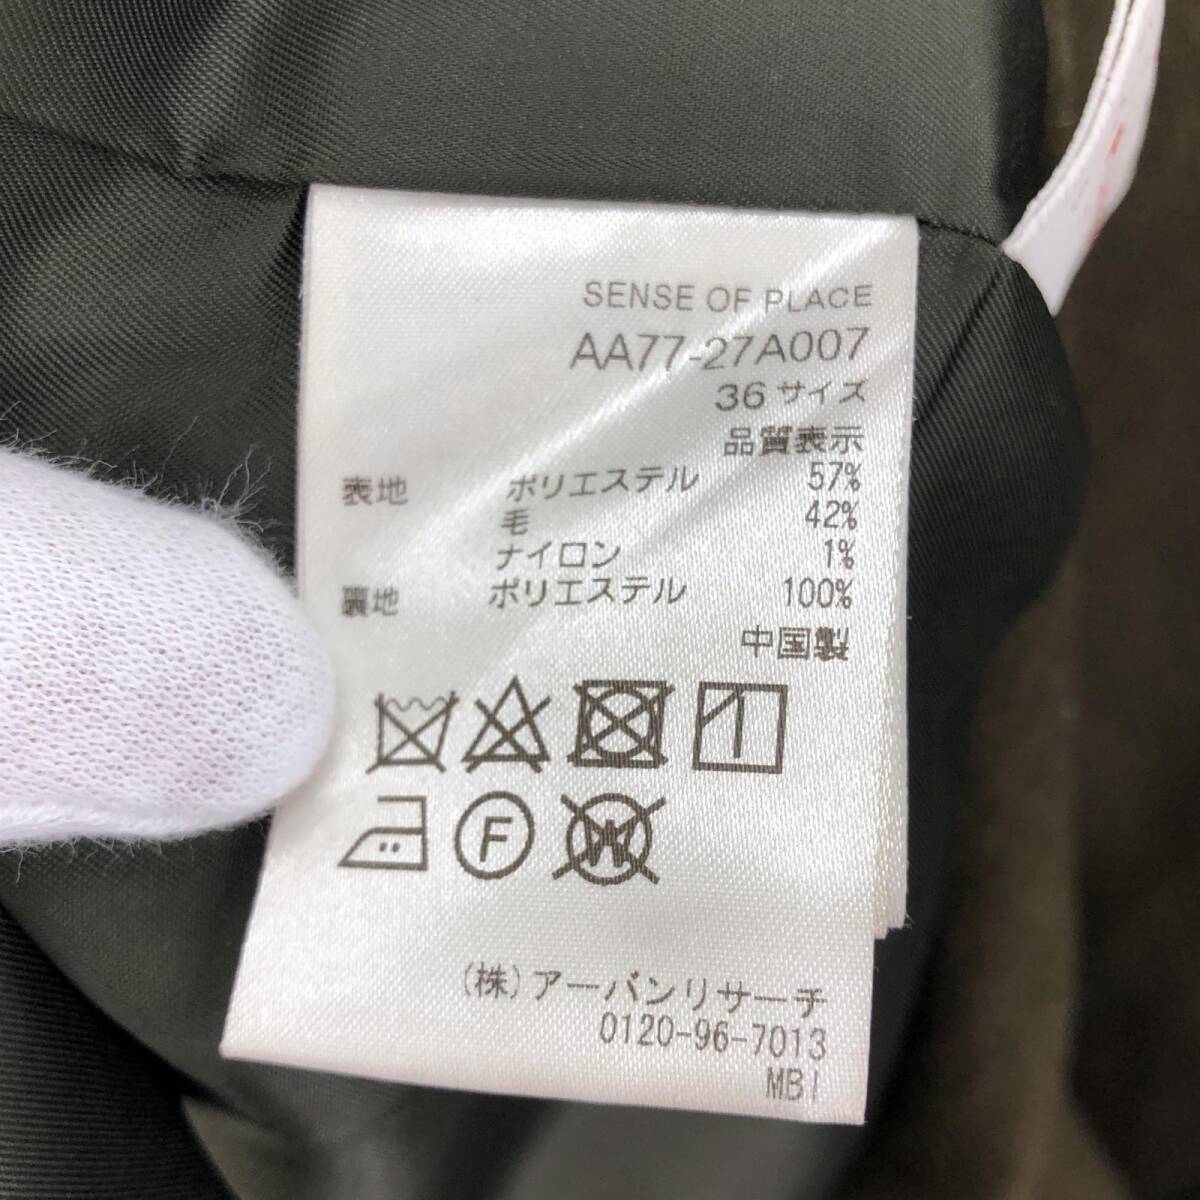 SENSE OF PLACE
AA77-27A007
36サイズ
品質表示
表地 ポリエステル 57%
毛 42%
ナイロン 1%
裏地 ポリエステル 100%
中国製
F
W
(株)アーバンリサーチ
0120-96-7013
MBI